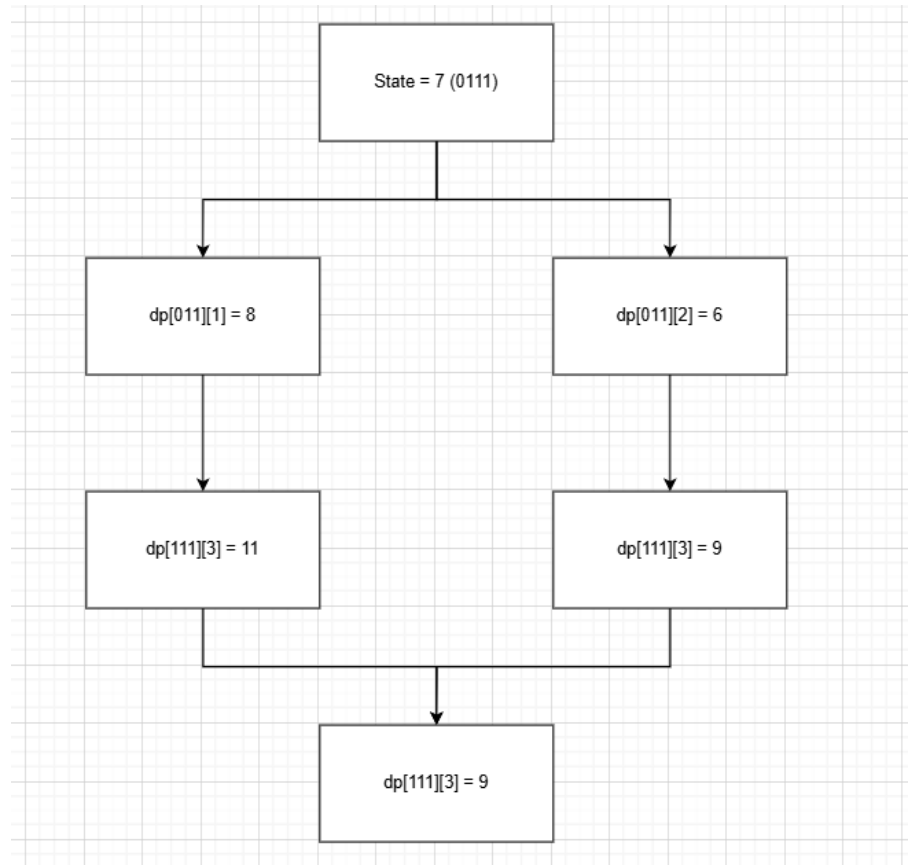 State = 7 (0111)
dp[011][1] = 8
dp[011][2] = 6
dp[111][3] = 11
dp[111][3] = 9
dp[111][3] = 9